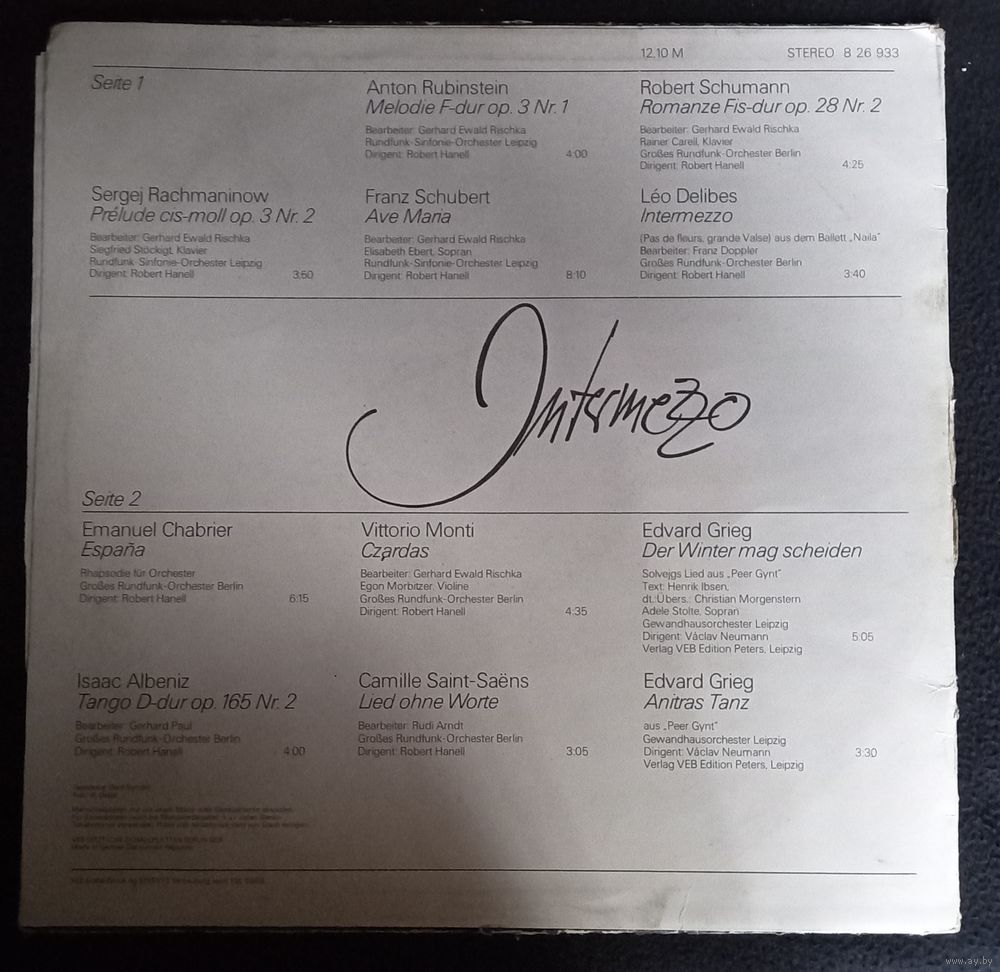 12.10 M STEREO 8 26 933
Seite 1
Sergej Rachmaninow
Prélude cis-moll op. 3 Nr. 2
Bearbeiter: Gerhard Ewald Rischka
Siegfried Stöckigt, Klavier
Rundfunk-Sinfonie-Orchester Leipzig
Dirigent: Robert Hanell 3:50
Anton Rubinstein
Melodie F-dur op. 3 Nr. 1
Bearbeiter: Gerhard Ewald Rischka
Rundfunk-Sinfonie-Orchester Leipzig
Dirigent: Robert Hanell 4:00
Franz Schubert
Ave Maria
Bearbeiter: Gerhard Ewald Rischka
Elisabeth Ebert, Sopran
Rundfunk-Sinfonie-Orchester Leipzig
Dirigent: Robert Hanell 8:10
Robert Schumann
Romanze Fis-dur op. 28 Nr. 2
Bearbeiter: Gerhard Ewald Rischka
Rainer Carell, Klavier
Großes Rundfunk-Orchester Berlin
Dirigent: Robert Hanell 4:25
Léo Delibes
Intermezzo
(Pas de fleurs, grande Valse) aus dem Ballett „Naila“
Bearbeiter: Franz Doppler
Großes Rundfunk-Orchester Berlin
Dirigent: Robert Hanell 3:40
Intermezzo
Seite 2
Emanuel Chabrier
España
Rhapsodie für Orchester
Großes Rundfunk-Orchester Berlin
Dirigent: Robert Hanell 6:15
Isaac Albeniz
Tango D-dur op. 165 Nr. 2
Bearbeiter: Gerhard Paul
Großes Rundfunk-Orchester Berlin
Dirigent: Robert Hanell 4:00
Vittorio Monti
Czardas
Bearbeiter: Gerhard Ewald Rischka
Egon Morbitzer, Violine
Großes Rundfunk-Orchester Berlin
Dirigent: Robert Hanell 4:35
Camille Saint-Saëns
Lied ohne Worte
Bearbeiter: Rudi Arndt
Großes Rundfunk-Orchester Berlin
Dirigent: Robert Hanell 3:05
Edvard Grieg
Der Winter mag scheiden
Solvejgs Lied aus „Peer Gynt“
Text: Henrik Ibsen,
dt. Übers.: Christian Morgenstern
Adele Stolte, Sopran
Gewandhausorchester Leipzig
Dirigent: Václav Neumann 5:05
Verlag VEB Edition Peters, Leipzig
Edvard Grieg
Anitras Tanz
aus „Peer Gynt“
Gewandhausorchester Leipzig
Dirigent: Václav Neumann 3:30
Verlag VEB Edition Peters, Leipzig
VEB DEUTSCHE SCHALLPLATTEN BERLIN DDR
www.ay.by